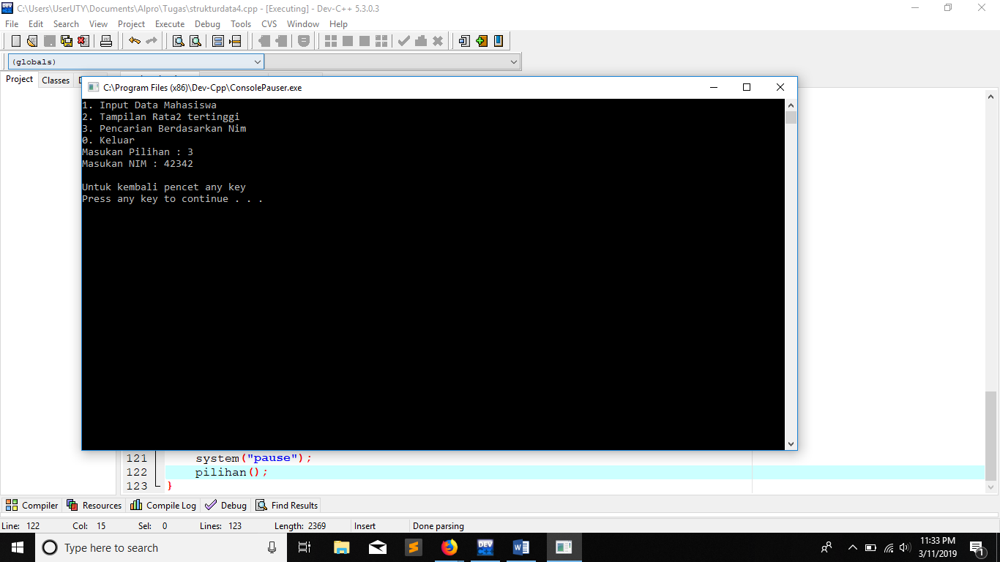 C:\Users\UserUTY\Documents\Alpro\Tugas\strukturdata4.cpp - [Executing] - Dev-C++ 5.3.0.3
File Edit Search View Project Execute Debug Tools CVS Window Help
(globals)
Project Classes
C:\Program Files (x86)\Dev-Cpp\ConsolePauser.exe
1. Input Data Mahasiswa
2. Tampilan Rata2 tertinggi
3. Pencarian Berdasarkan Nim
0. Keluar
Masukan Pilihan : 3
Masukan NIM : 42342
Untuk kembali pencet any key
Press any key to continue . . .
121 system("pause");
122 pilihan();
123 }
Compiler Resources Compile Log Debug Find Results
Line: 122 Col: 15 Sel: 0 Lines: 123 Length: 2369 Insert Done parsing
Type here to search
DEV
11:33 PM
3/11/2019
1